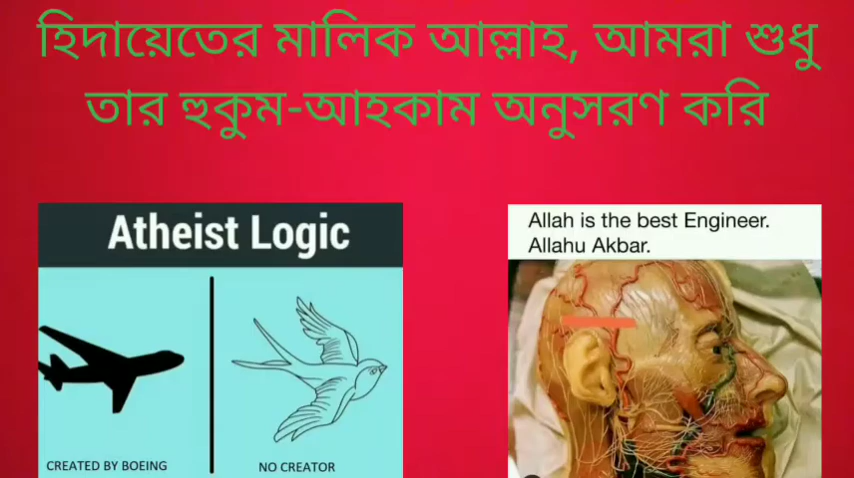 হিদায়েতের মালিক আল্লাহ, আমরা শুধু
তার হুকুম-আহকাম অনুসরণ করি
Atheist Logic
CREATED BY BOEING
NO CREATOR
Allah is the best Engineer.
Allahu Akbar.